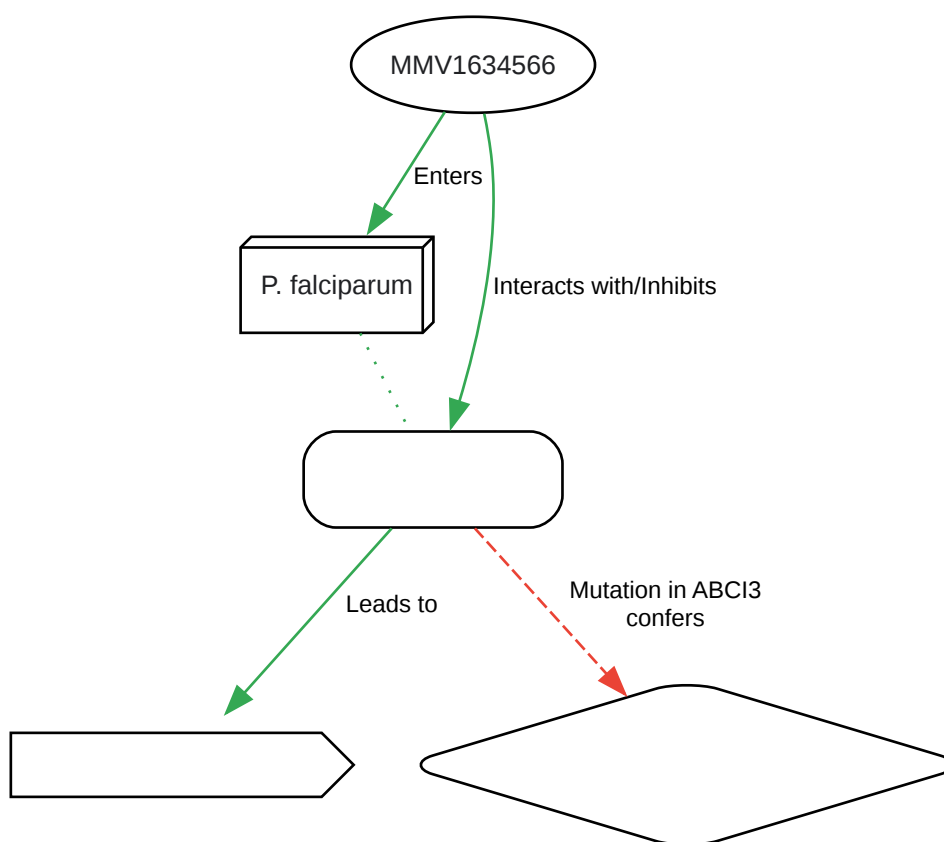 MMV1634566
Enters
P. falciparum
Interacts with/Inhibits
Leads to
Mutation in ABCI3
confers